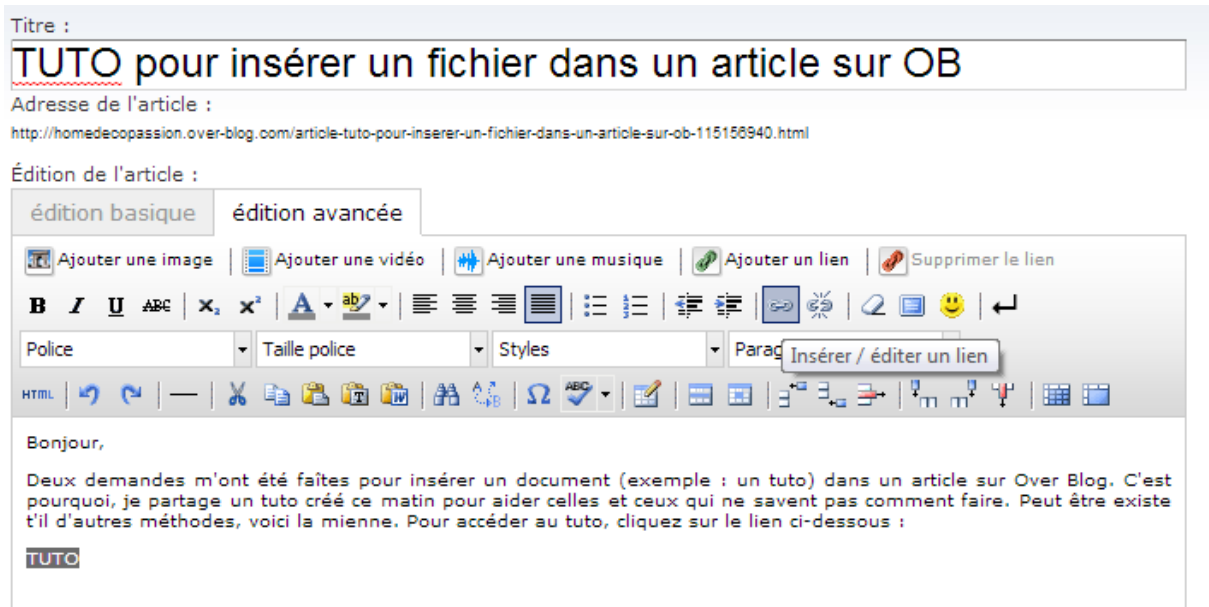 Titre :
TUTO pour insérer un fichier dans un article sur OB
Adresse de l'article :
http://homedecopassion.over-blog.com/article-tuto-pour-inserer-un-fichier-dans-un-article-sur-ob-115156940.html
Édition de l'article :
édition basique édition avancée
Ajouter une image Ajouter une vidéo Ajouter une musique Ajouter un lien Supprimer le lien
B I U ABC x₂ x² A ab
Police Taille police Styles Parag
Insérer / éditer un lien
HTML T W A Z A B Ω ABC
Bonjour,
Deux demandes m'ont été faîtes pour insérer un document (exemple : un tuto) dans un article sur Over Blog. C'est
pourquoi, je partage un tuto créé ce matin pour aider celles et ceux qui ne savent pas comment faire. Peut être existe
t'il d'autres méthodes, voici la mienne. Pour accéder au tuto, cliquez sur le lien ci-dessous :
TUTO